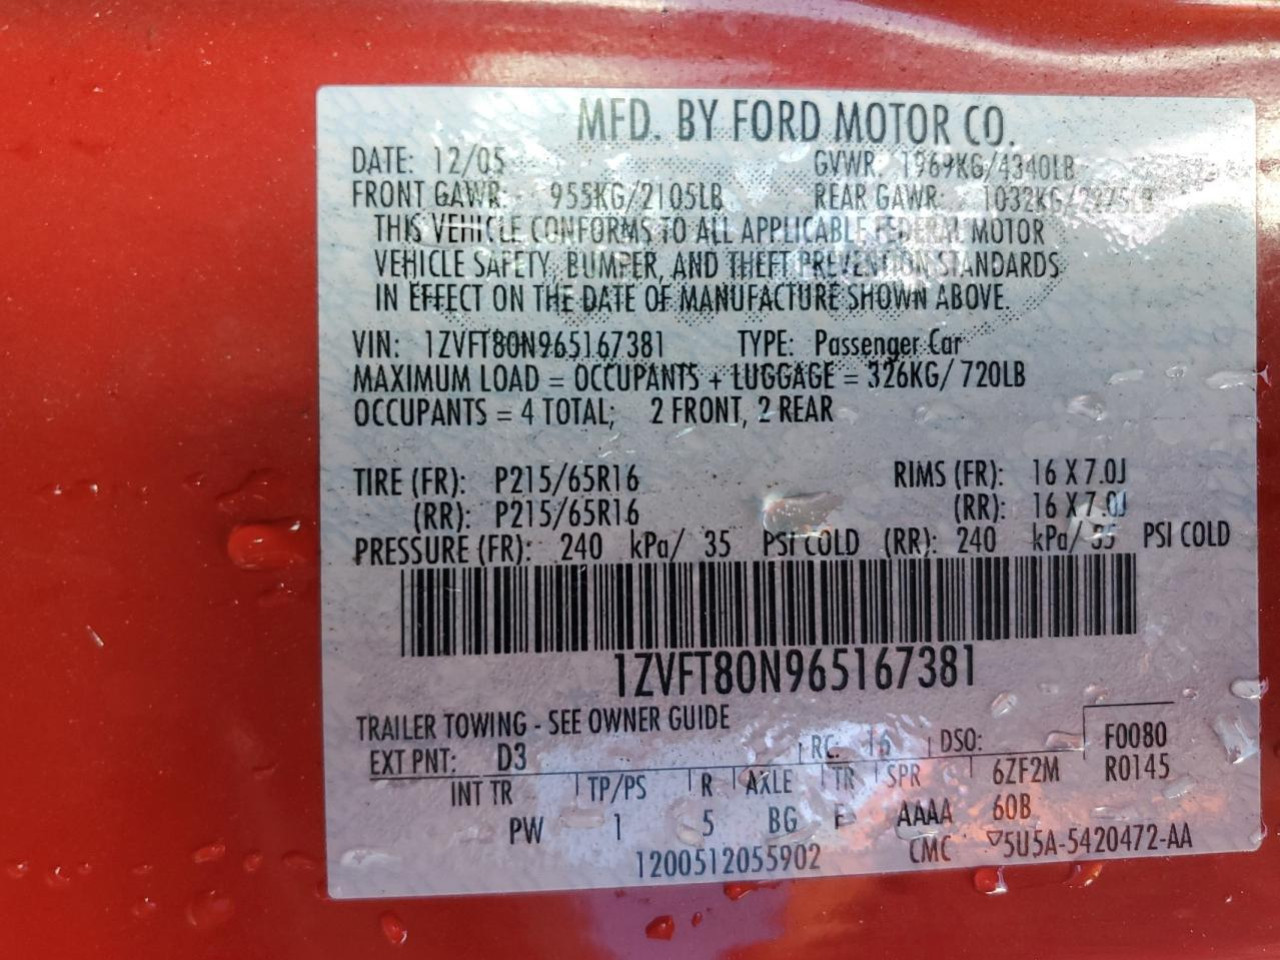 MFD. BY FORD MOTOR CO.
DATE: 12/05 GVWR: 1969KG/4340LB
FRONT GAWR: 955KG/2105LB REAR GAWR: 1032KG/2275LB
THIS VEHICLE CONFORMS TO ALL APPLICABLE FEDERAL MOTOR
VEHICLE SAFETY, BUMPER, AND THEFT PREVENTION STANDARDS
IN EFFECT ON THE DATE OF MANUFACTURE SHOWN ABOVE.
VIN: 1ZVFT80N965167381 TYPE: Passenger Car
MAXIMUM LOAD = OCCUPANTS + LUGGAGE = 326KG/ 720LB
OCCUPANTS = 4 TOTAL; 2 FRONT, 2 REAR
TIRE (FR): P215/65R16 RIMS (FR): 16 X 7.0J
(RR): P215/65R16 (RR): 16 X 7.0J
PRESSURE (FR): 240 kPa/ 35 PSI COLD (RR): 240 kPa/ 35 PSI COLD
1ZVFT80N965167381
TRAILER TOWING - SEE OWNER GUIDE
EXT PNT: D3 RC: 16 DSO: F0080
INT TR TP/PS R AXLE TR SPR 6ZF2M R0145
PW 1 5 BG AAAA 60B
1200512055902 CMC 5U5A-5420472-AA